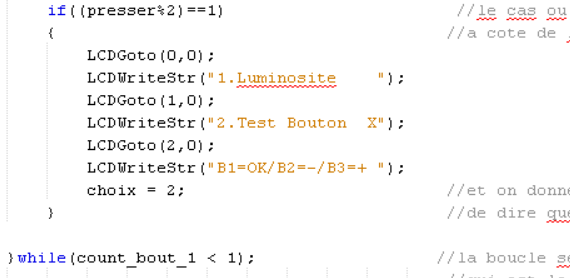 if((presser%2)==1) //le cas ou
{ //a cote de
LCDGoto(0,0);
LCDWriteStr("1.Luminosite    ");
LCDGoto(1,0);
LCDWriteStr("2.Test Bouton  X");
LCDGoto(2,0);
LCDWriteStr("B1=OK/B2=-/B3=+ ");
choix = 2; //et on donne
} //de dire que
}while(count_bout_1 < 1); //la boucle se